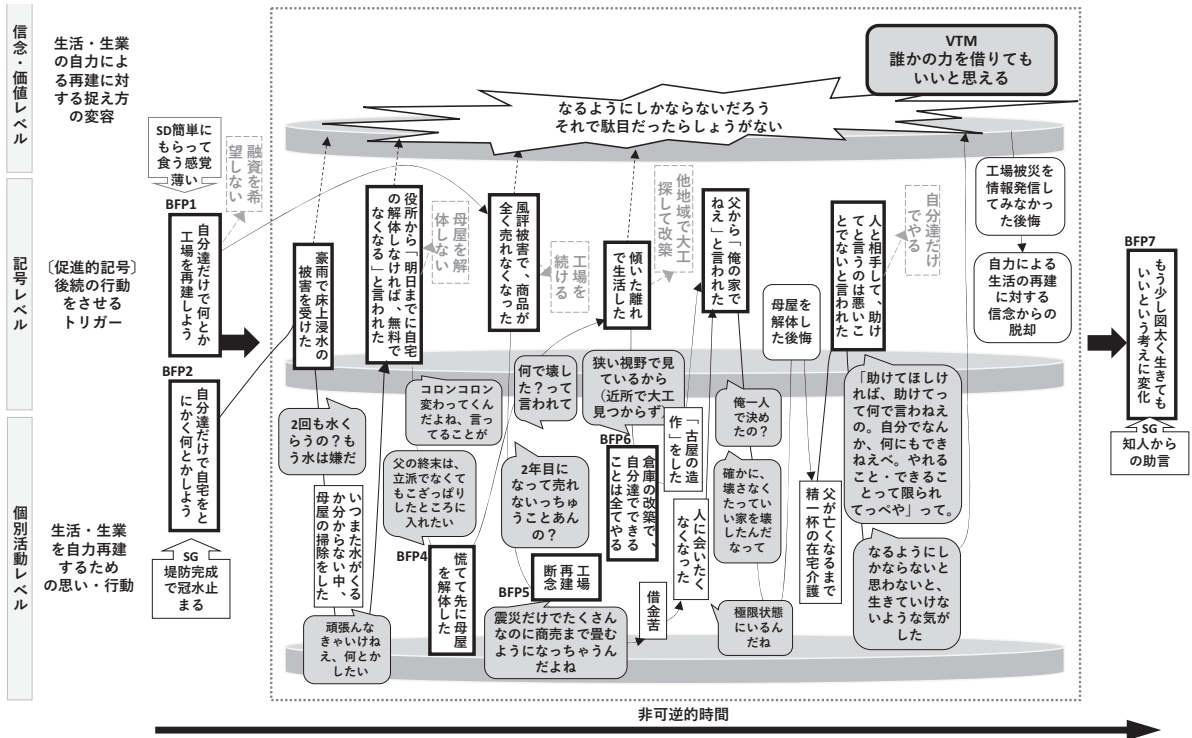 信念・価値レベル
生活・生業
の自力によ
る再建に対
する捉え方
の変容
VTM
誰かの力を借りても
いいと思える
なるようにしかならないだろう
それで駄目だったらしょうがない
記号レベル
〔促進的記号〕
後続の行動
をさせる
トリガー
SD簡単に
もらって
食う感覚
薄い
融資を希
望しない
BFP1
自分達だけで何とか
工場を再建しよう
BFP2
自分達だけで自宅をと
にかく何とかしよう
SG
堤防完成
で冠水止
まる
豪雨で床上浸水の
被害を受けた
役所から「明日までに自宅
の解体しなければ、無料で
なくなる」と言われた
母屋を解
体しない
風評被害で、商品が
全く売れなくなった
工場を
続ける
傾いた離れ
で生活した
他地域で大工
探して改築
父から「俺の家で
ねえ」と言われた
母屋を
解体し
た後悔
人と相手して、助け
てと言うのは悪いこ
とでないと言われた
自分達だけ
でやる
工場被災を
情報発信し
てみなかっ
た後悔
自力による
生活の再建
に対する
信念からの
脱却
BFP7
もう少し図太く生きても
いいという考えに変化
SG
知人から
の助言
個別活動レベル
生活・生業
を自力再建
するため
の思い・行動
2回も水く
らうの？も
う水は嫌だ
いつまた水がくる
か分からない中、
母屋の掃除をした
頑張んな
きゃいけね
え、何とか
したい
コロンコロン
変わってくん
だよね、言っ
てることが
父の終末は、
立派でなくて
もこざっぱり
したところに
入れたい
BFP4
慌てて先に母屋
を解体した
何で壊し
た？って
言われて
2年目に
なって売れ
ないっちゅ
うことあん
の？
BFP5
工場
再建
断念
震災だけでたくさん
なのに商売まで畳む
ようになっちゃうん
だよね
狭い視野で見
ているから
（近所で大工
見つからず）
BFP6
倉庫の改築で、
自分達でできる
ことは全てやる
「古屋の造
作」をした
借金苦
人に会いたく
なくなった
俺一人
で決め
たの？
確かに、
壊さなく
たってい
い家を壊
したんだ
なって
極限状態
にいるん
だね
父が亡くなるまで
精一杯の在宅介護
「助けてほしけ
れば、助けてっ
て何で言わねえ
の。自分でなん
か、何にもでき
ねえべ。やれる
こと・できるこ
とって限られ
てっぺや」って。
なるようにし
かならないと
思わないと、
生きていけな
いような気が
した
非可逆的時間